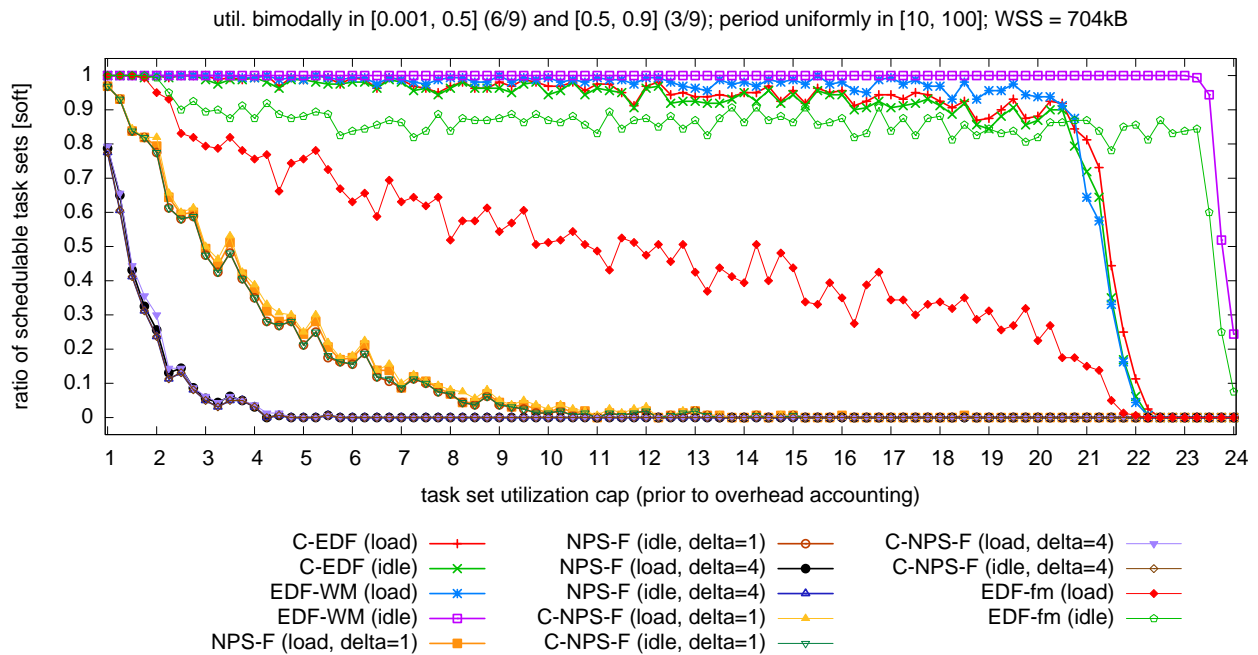 util. bimodally in [0.001, 0.5] (6/9) and [0.5, 0.9] (3/9); period uniformly in [10, 100]; WSS = 704kB
ratio of schedulable task sets [soft]
1
0.9
0.8
0.7
0.6
0.5
0.4
0.3
0.2
0.1
0
1 2 3 4 5 6 7 8 9 10 11 12 13 14 15 16 17 18 19 20 21 22 23 24
task set utilization cap (prior to overhead accounting)
C-EDF (load)
C-EDF (idle)
EDF-WM (load)
EDF-WM (idle)
NPS-F (load, delta=1)
NPS-F (idle, delta=1)
NPS-F (load, delta=4)
NPS-F (idle, delta=4)
C-NPS-F (load, delta=1)
C-NPS-F (idle, delta=1)
C-NPS-F (load, delta=4)
C-NPS-F (idle, delta=4)
EDF-fm (load)
EDF-fm (idle)